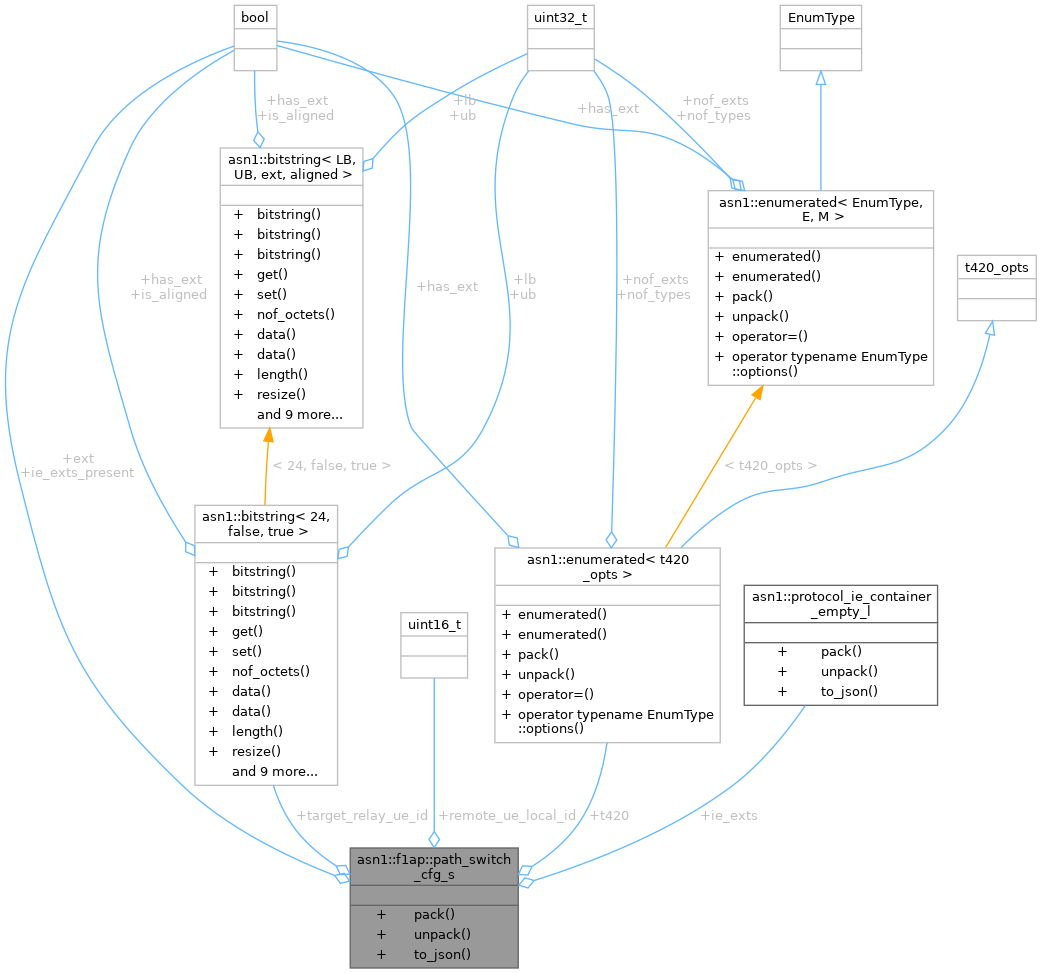 bool
uint32_t
EnumType
+has_ext
+is_aligned
+lb
+ub
+has_ext
+nof_exts
+nof_types
asn1::bitstring< LB,
UB, ext, aligned >
+ bitstring()
+ bitstring()
+ bitstring()
+ get()
+ set()
+ nof_octets()
+ data()
+ data()
+ length()
+ resize()
and 9 more...
asn1::enumerated< EnumType,
E, M >
+ enumerated()
+ enumerated()
+ pack()
+ unpack()
+ operator=()
+ operator typename EnumType
::options()
t420_opts
+has_ext
+is_aligned
+has_ext
+lb
+ub
+nof_exts
+nof_types
+ext
+ie_exts_present
< 24, false, true >
< t420_opts >
asn1::bitstring< 24,
false, true >
+ bitstring()
+ bitstring()
+ bitstring()
+ get()
+ set()
+ nof_octets()
+ data()
+ data()
+ length()
+ resize()
and 9 more...
uint16_t
asn1::enumerated< t420
_opts >
+ enumerated()
+ enumerated()
+ pack()
+ unpack()
+ operator=()
+ operator typename EnumType
::options()
asn1::protocol_ie_container
_empty_l
+ pack()
+ unpack()
+ to_json()
+target_relay_ue_id
+remote_ue_local_id
+t420
+ie_exts
asn1::f1ap::path_switch
_cfg_s
+ pack()
+ unpack()
+ to_json()